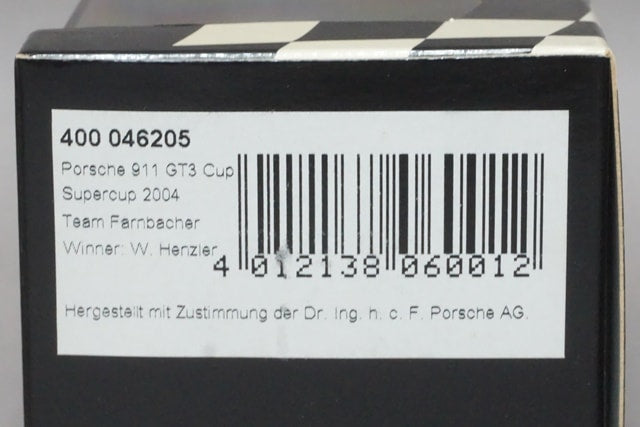 400 046205
Porsche 911 GT3 Cup
Supercup 2004
Team Farnbacher
Winner: W. Henzler
4 012138 060012
Hergestellt mit Zustimmung der Dr. Ing. h. c. F. Porsche AG.